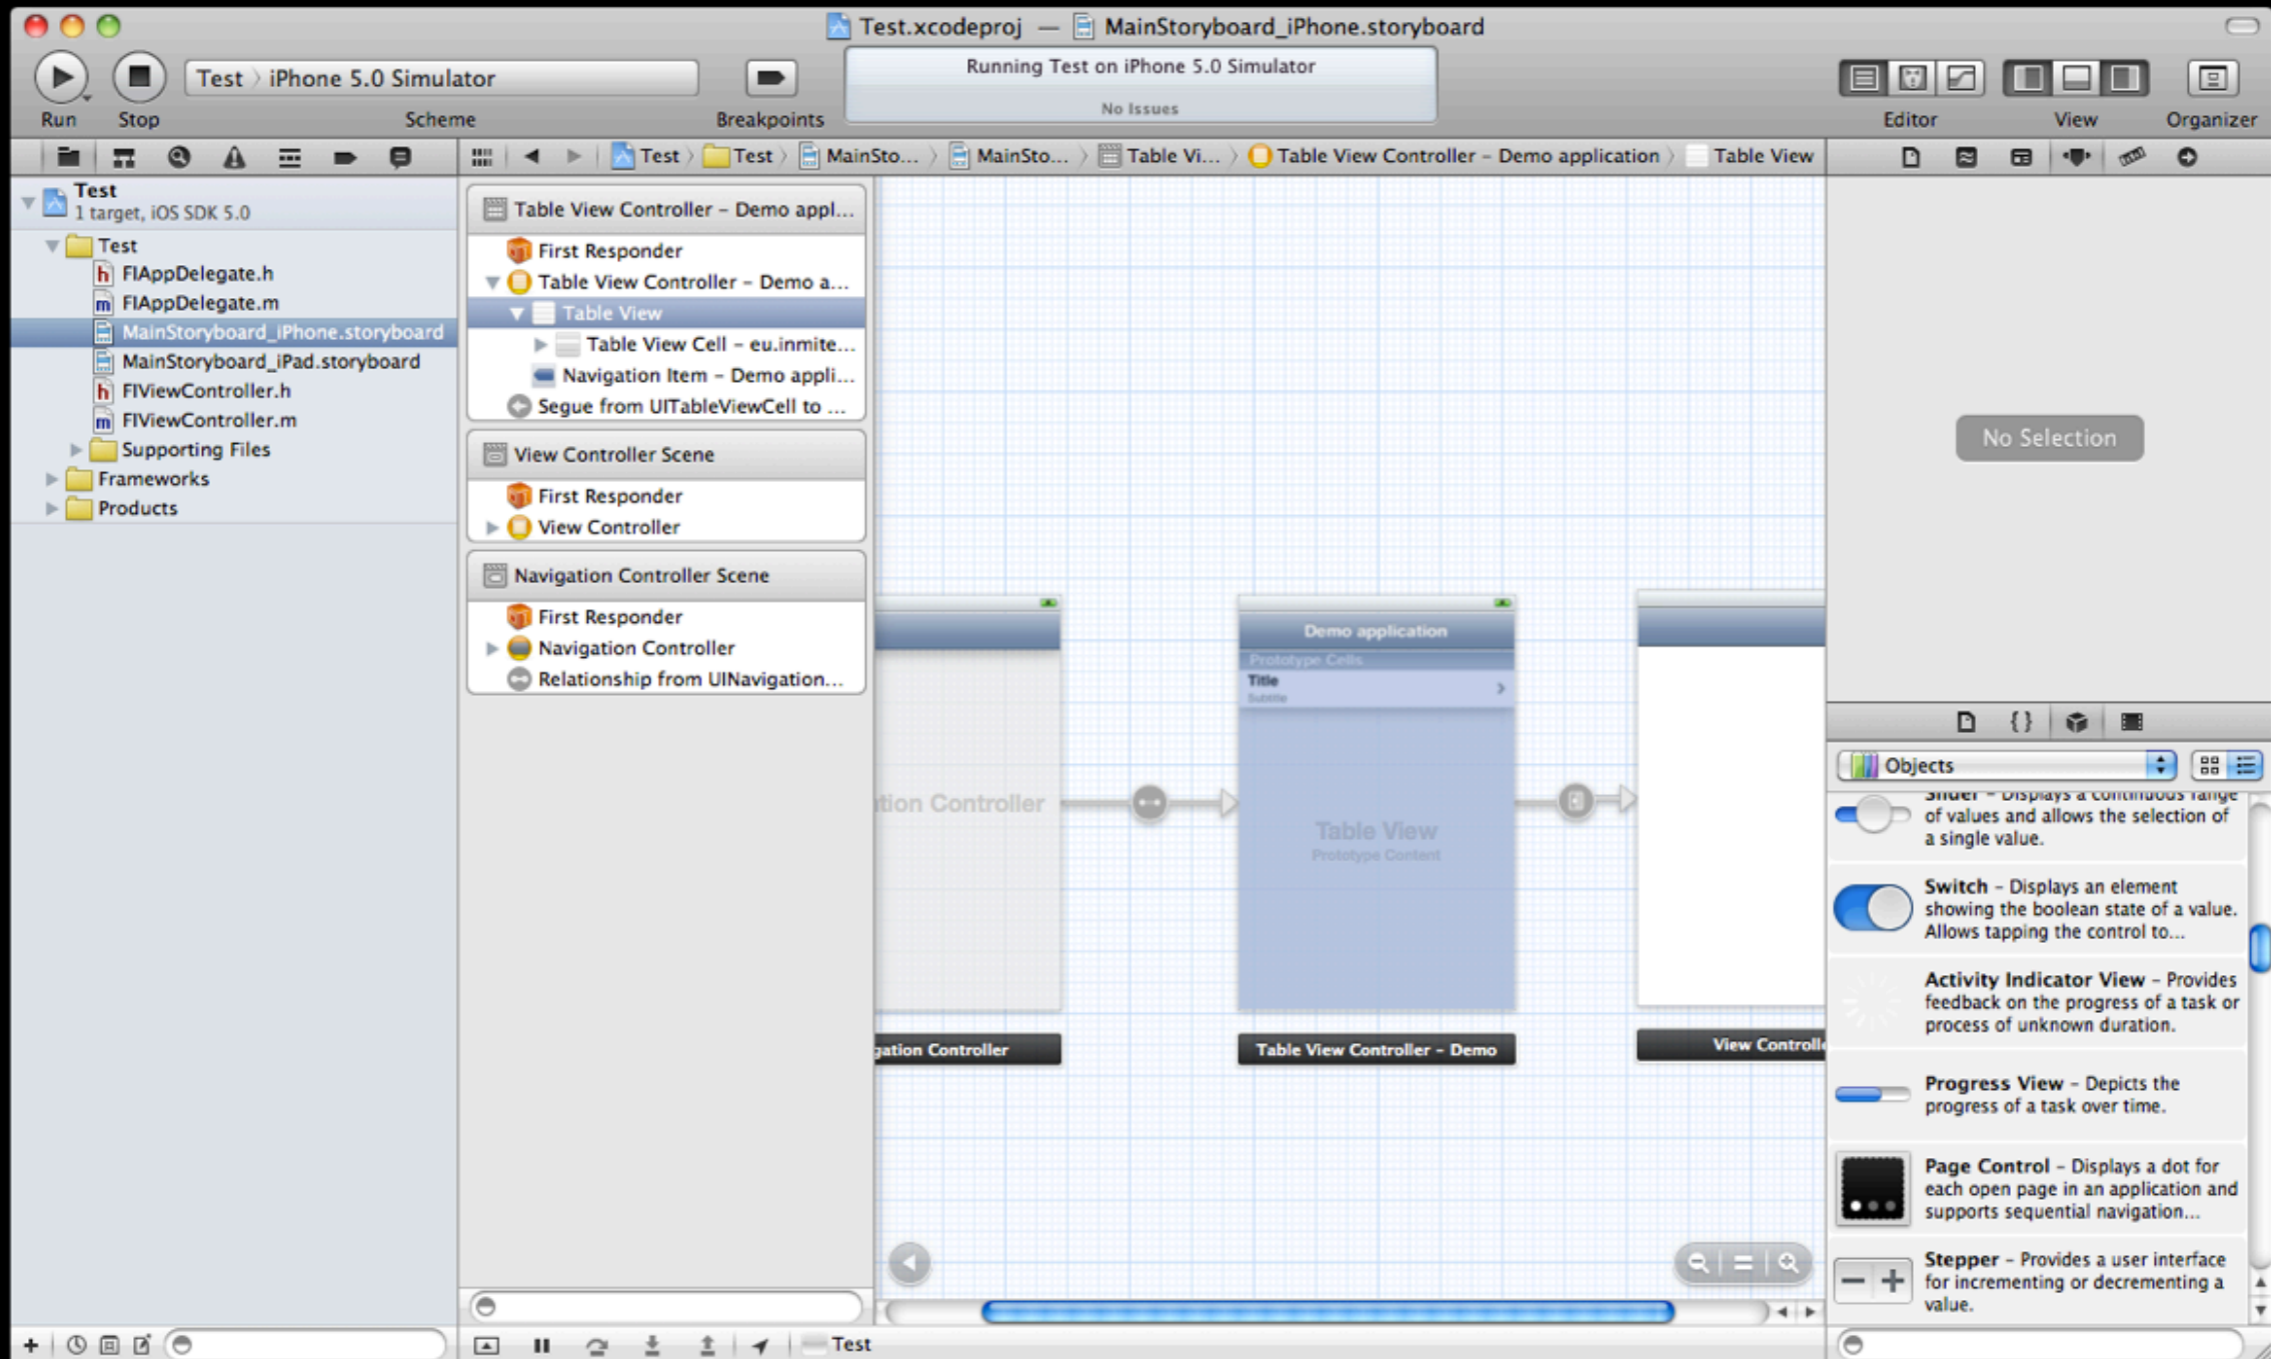 Test.xcodeproj — MainStoryboard_iPhone.storyboard
Test › iPhone 5.0 Simulator
Running Test on iPhone 5.0 Simulator
No Issues
Run
Stop
Scheme
Breakpoints
Editor
View
Organizer
Test
Test
MainSto...
MainSto...
Table Vi...
Table View Controller – Demo application
Table View
Test
1 target, iOS SDK 5.0
Test
FIAppDelegate.h
FIAppDelegate.m
MainStoryboard_iPhone.storyboard
MainStoryboard_iPad.storyboard
FIViewController.h
FIViewController.m
Supporting Files
Frameworks
Products
Table View Controller – Demo appl...
First Responder
Table View Controller – Demo a...
Table View
Table View Cell – eu.inmite...
Navigation Item – Demo appli...
Segue from UITableViewCell to ...
View Controller Scene
First Responder
View Controller
Navigation Controller Scene
First Responder
Navigation Controller
Relationship from UINavigation...
tion Controller
gation Controller
Demo application
Prototype Cells
Title
Subtitle
Table View
Prototype Content
Table View Controller – Demo
View Controlle
No Selection
Objects
Slider – Displays a continuous range
of values and allows the selection of
a single value.
Switch – Displays an element
showing the boolean state of a value.
Allows tapping the control to...
Activity Indicator View – Provides
feedback on the progress of a task or
process of unknown duration.
Progress View – Depicts the
progress of a task over time.
Page Control – Displays a dot for
each open page in an application and
supports sequential navigation...
Stepper – Provides a user interface
for incrementing or decrementing a
value.
Test